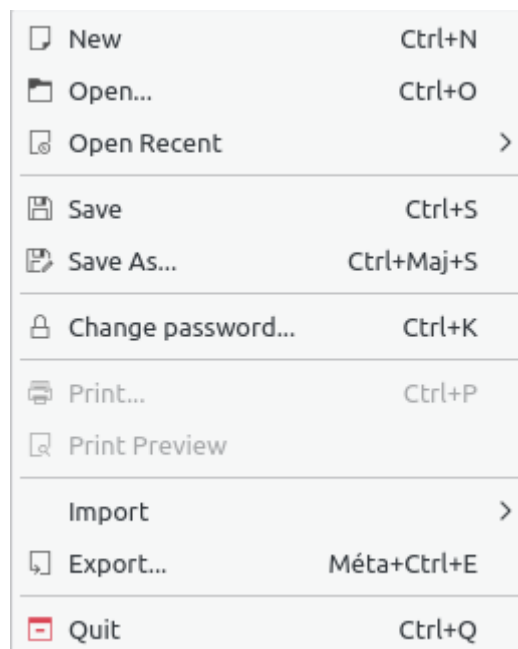 New Ctrl+N
Open... Ctrl+O
Open Recent
Save Ctrl+S
Save As... Ctrl+Maj+S
Change password... Ctrl+K
Print... Ctrl+P
Print Preview
Import
Export... Méta+Ctrl+E
Quit Ctrl+Q